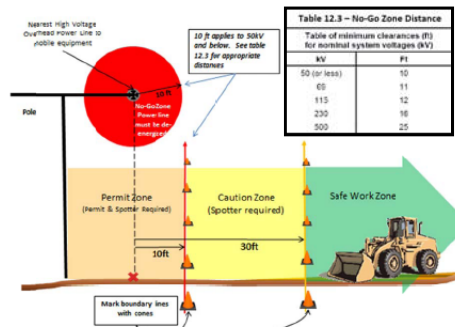 Nearest High Voltage
Overhead Power Line to
Mobile equipment
10 ft applies to 50kV
and below. See table
12.3 for appropriate
distances
Table 12.3 – No-Go Zone Distance
Table of minimum clearances (ft)
for nominal system voltages (kV)
kV Ft
50 (or less) 10
69 11
115 12
230 16
500 25
10 ft
Pole
No-Go Zone
Power line
must be de-
energized
Permit Zone
(Permit & Spotter Required)
Caution Zone
(Spotter required)
Safe Work Zone
10ft
30ft
Mark boundary lines
with cones